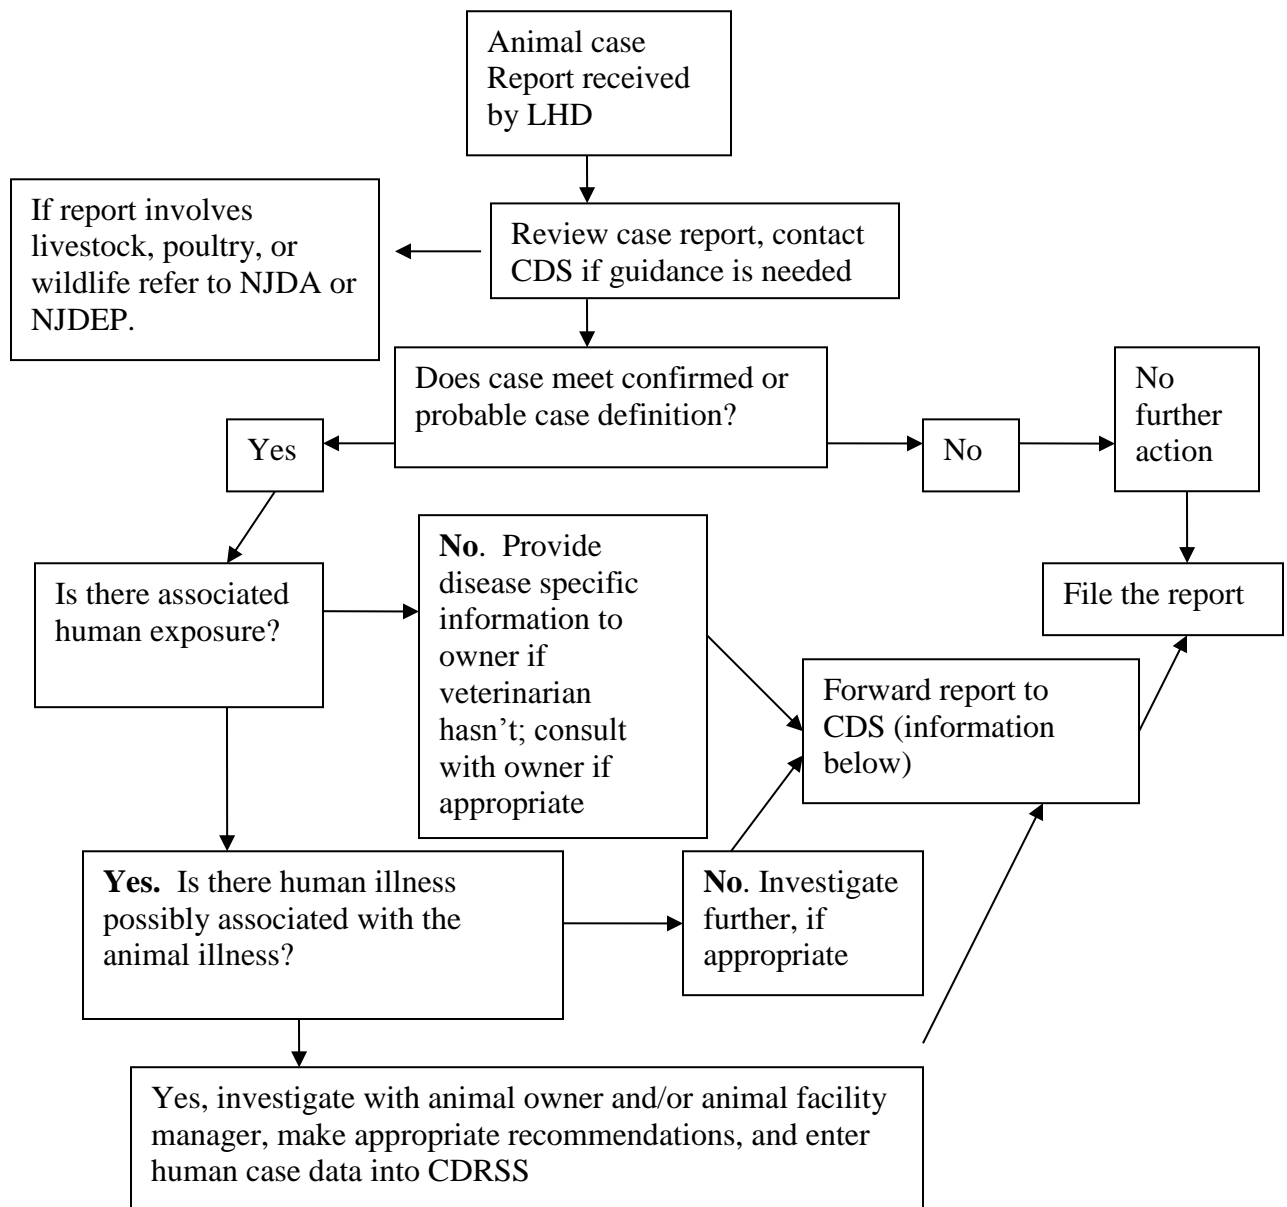 Animal case
Report received
by LHD
If report involves
livestock, poultry, or
wildlife refer to NJDA or
NJDEP.
Review case report, contact
CDS if guidance is needed
Does case meet confirmed or
probable case definition?
Yes
No
No
further
action
Is there associated
human exposure?
No.  Provide
disease specific
information to
owner if
veterinarian
hasn’t; consult
with owner if
appropriate
File the report
Forward report to
CDS (information
below)
Yes.  Is there human illness
possibly associated with the
animal illness?
No. Investigate
further, if
appropriate
Yes, investigate with animal owner and/or animal facility
manager, make appropriate recommendations, and enter
human case data into CDRSS